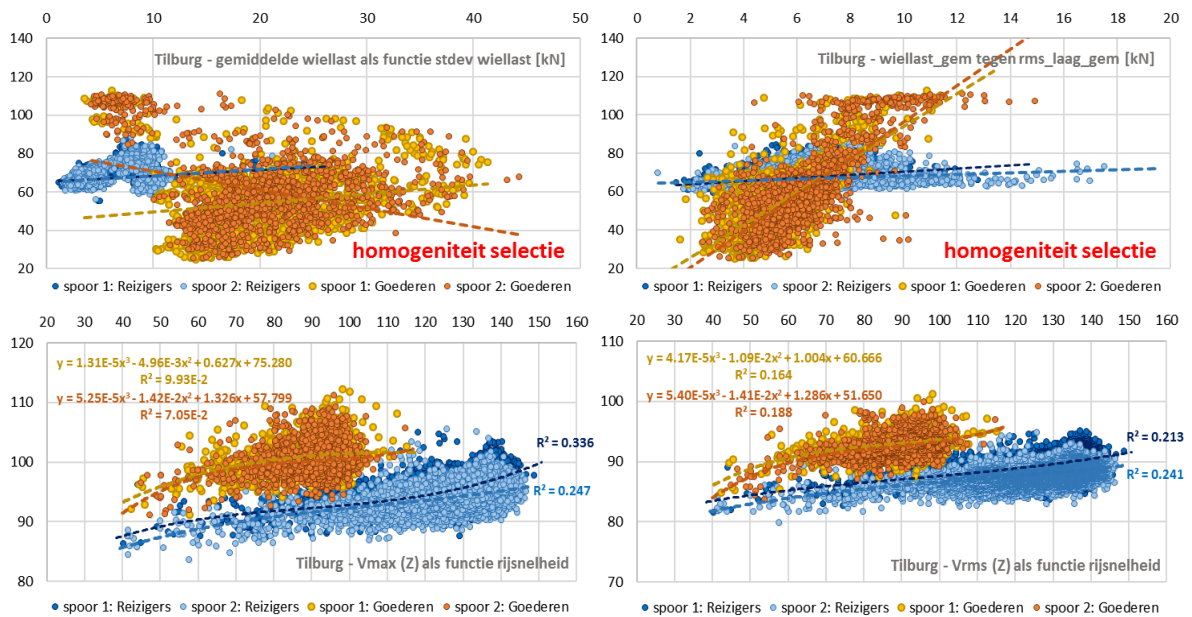 0 10 20 30 40 50
140
120
100
80
60
40
20
Tilburg - gemiddelde wiellast als functie stdev wiellast [kN]
homogeniteit selectie
spoor 1: Reizigers spoor 2: Reizigers spoor 1: Goederen spoor 2: Goederen
0 2 4 6 8 10 12 14 16 18 20
140
120
100
80
60
40
20
Tilburg - wiellast_gem tegen rms_laag_gem [kN]
homogeniteit selectie
spoor 1: Reizigers spoor 2: Reizigers spoor 1: Goederen spoor 2: Goederen
20 30 40 50 60 70 80 90 100 110 120 130 140 150 160
120
110
100
90
80
y = 1.31E-5x³ - 4.96E-3x² + 0.627x + 75.280
R² = 9.93E-2
y = 5.25E-5x³ - 1.42E-2x² + 1.326x + 57.799
R² = 7.05E-2
R² = 0.336
R² = 0.247
Tilburg - Vmax (Z) als functie rijsnelheid
spoor 1: Reizigers spoor 2: Reizigers spoor 1: Goederen spoor 2: Goederen
20 30 40 50 60 70 80 90 100 110 120 130 140 150 160
110
100
90
80
70
y = 4.17E-5x³ - 1.09E-2x² + 1.004x + 60.666
R² = 0.164
y = 5.40E-5x³ - 1.41E-2x² + 1.286x + 51.650
R² = 0.188
R² = 0.213
R² = 0.241
Tilburg - Vrms (Z) als functie rijsnelheid
spoor 1: Reizigers spoor 2: Reizigers spoor 1: Goederen spoor 2: Goederen